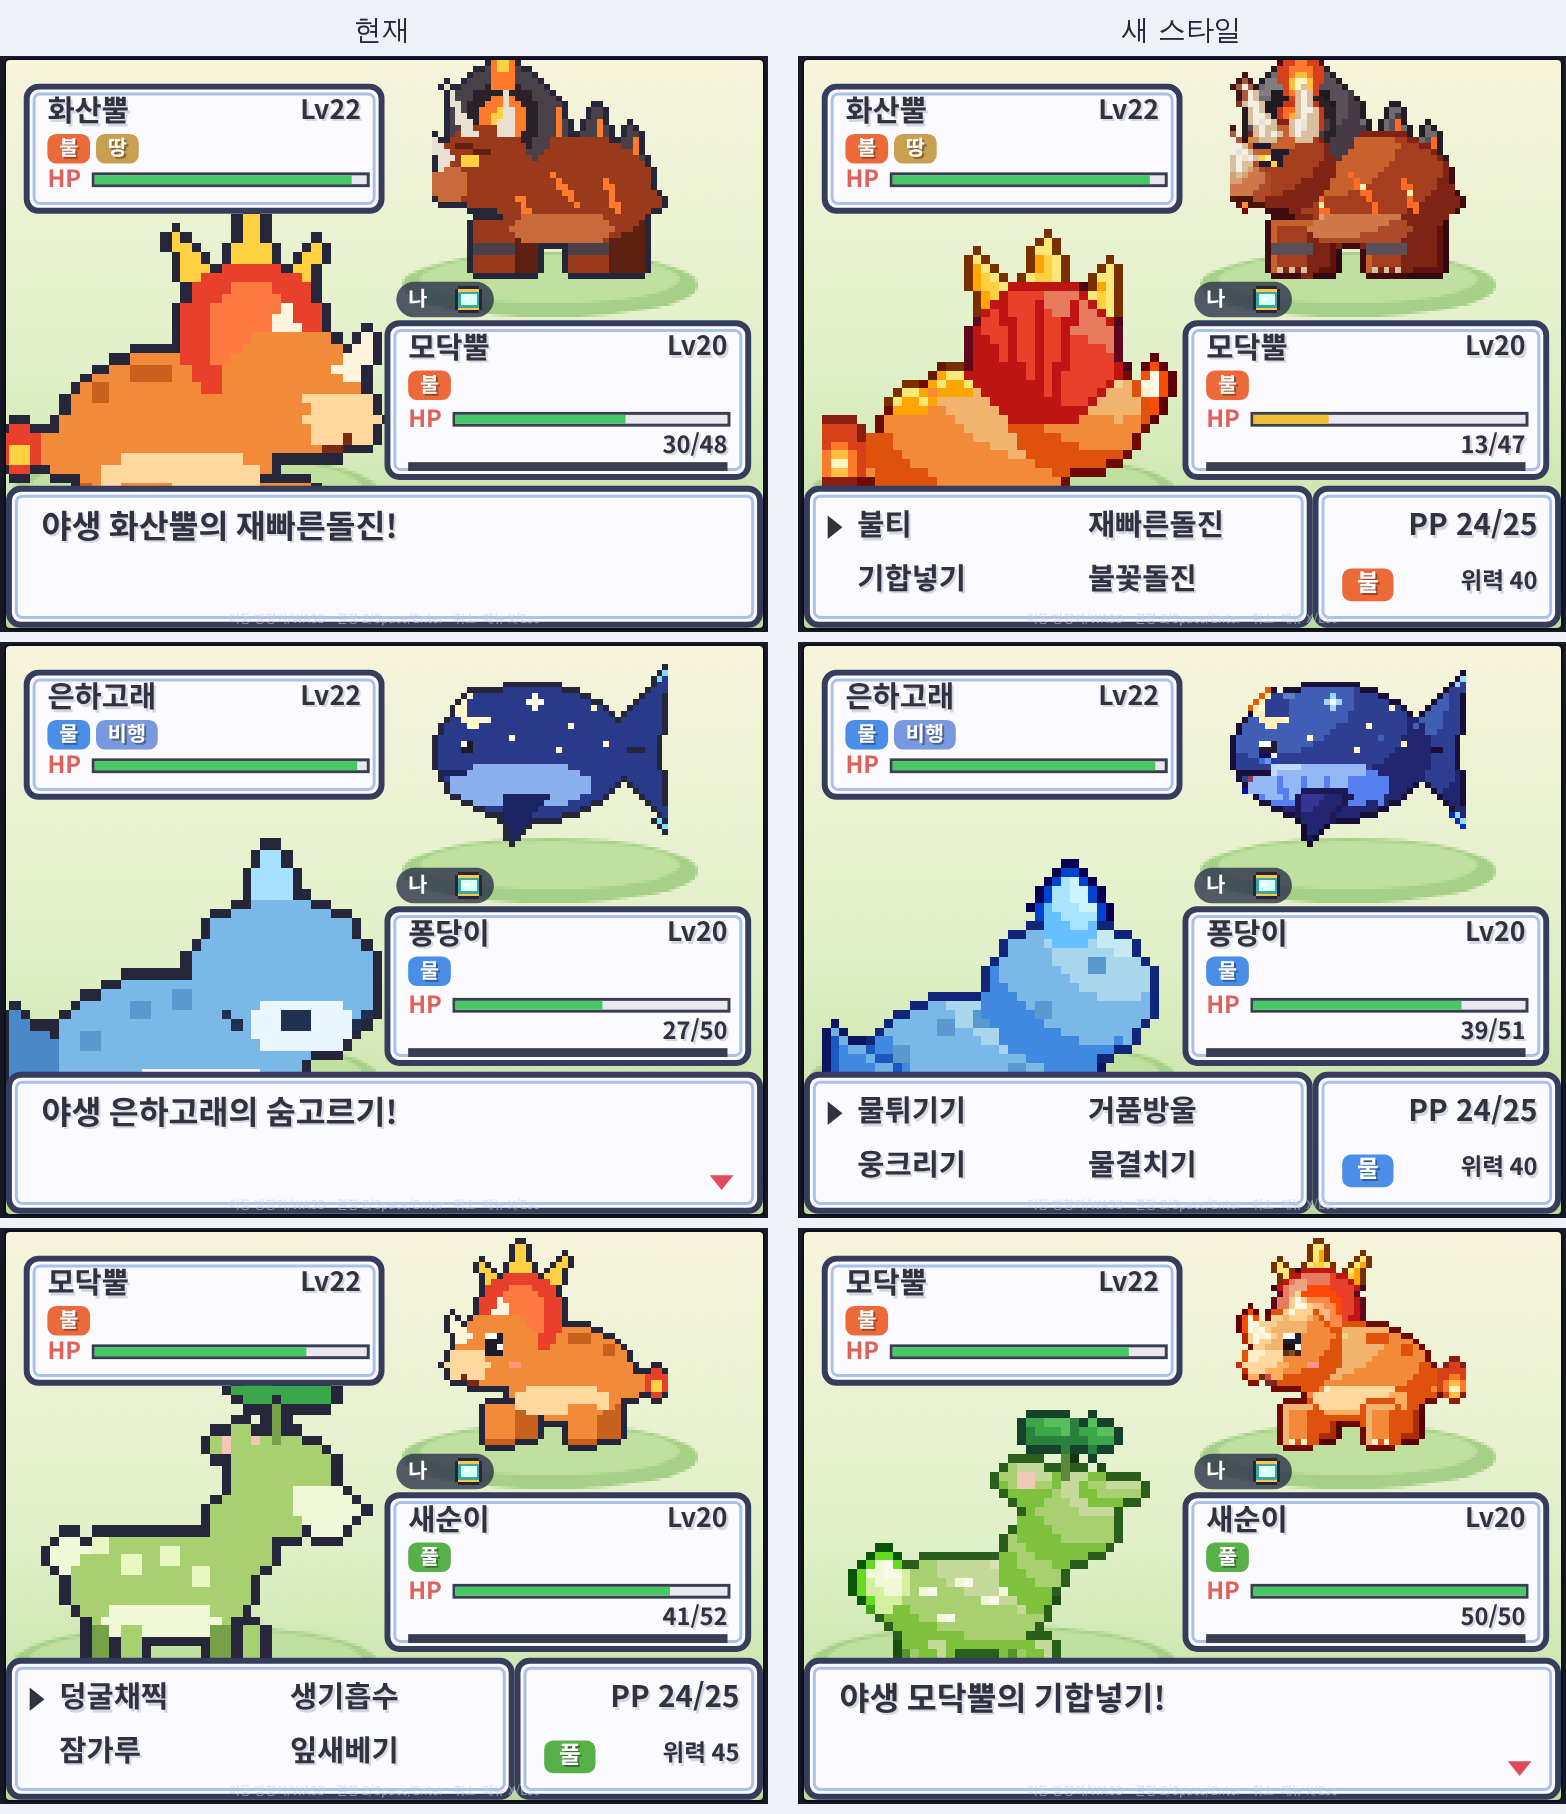 현재
새 스타일
화산뿔 Lv22
불 땅
HP
나
모닥뿔 Lv20
불
HP
30/48
야생 화산뿔의 재빠른돌진!
화산뿔 Lv22
불 땅
HP
나
모닥뿔 Lv20
불
HP
13/47
불티 재빠른돌진
기합넣기 불꽃돌진
PP 24/25
불 위력 40
은하고래 Lv22
물 비행
HP
나
퐁당이 Lv20
물
HP
27/50
야생 은하고래의 숨고르기!
은하고래 Lv22
물 비행
HP
나
퐁당이 Lv20
물
HP
39/51
물튀기기 거품방울
웅크리기 물결치기
PP 24/25
물 위력 40
모닥뿔 Lv22
불
HP
나
새순이 Lv20
풀
HP
41/52
덩굴채찍 생기흡수
잠가루 잎새베기
PP 24/25
풀 위력 45
모닥뿔 Lv22
불
HP
나
새순이 Lv20
풀
HP
50/50
야생 모닥뿔의 기합넣기!